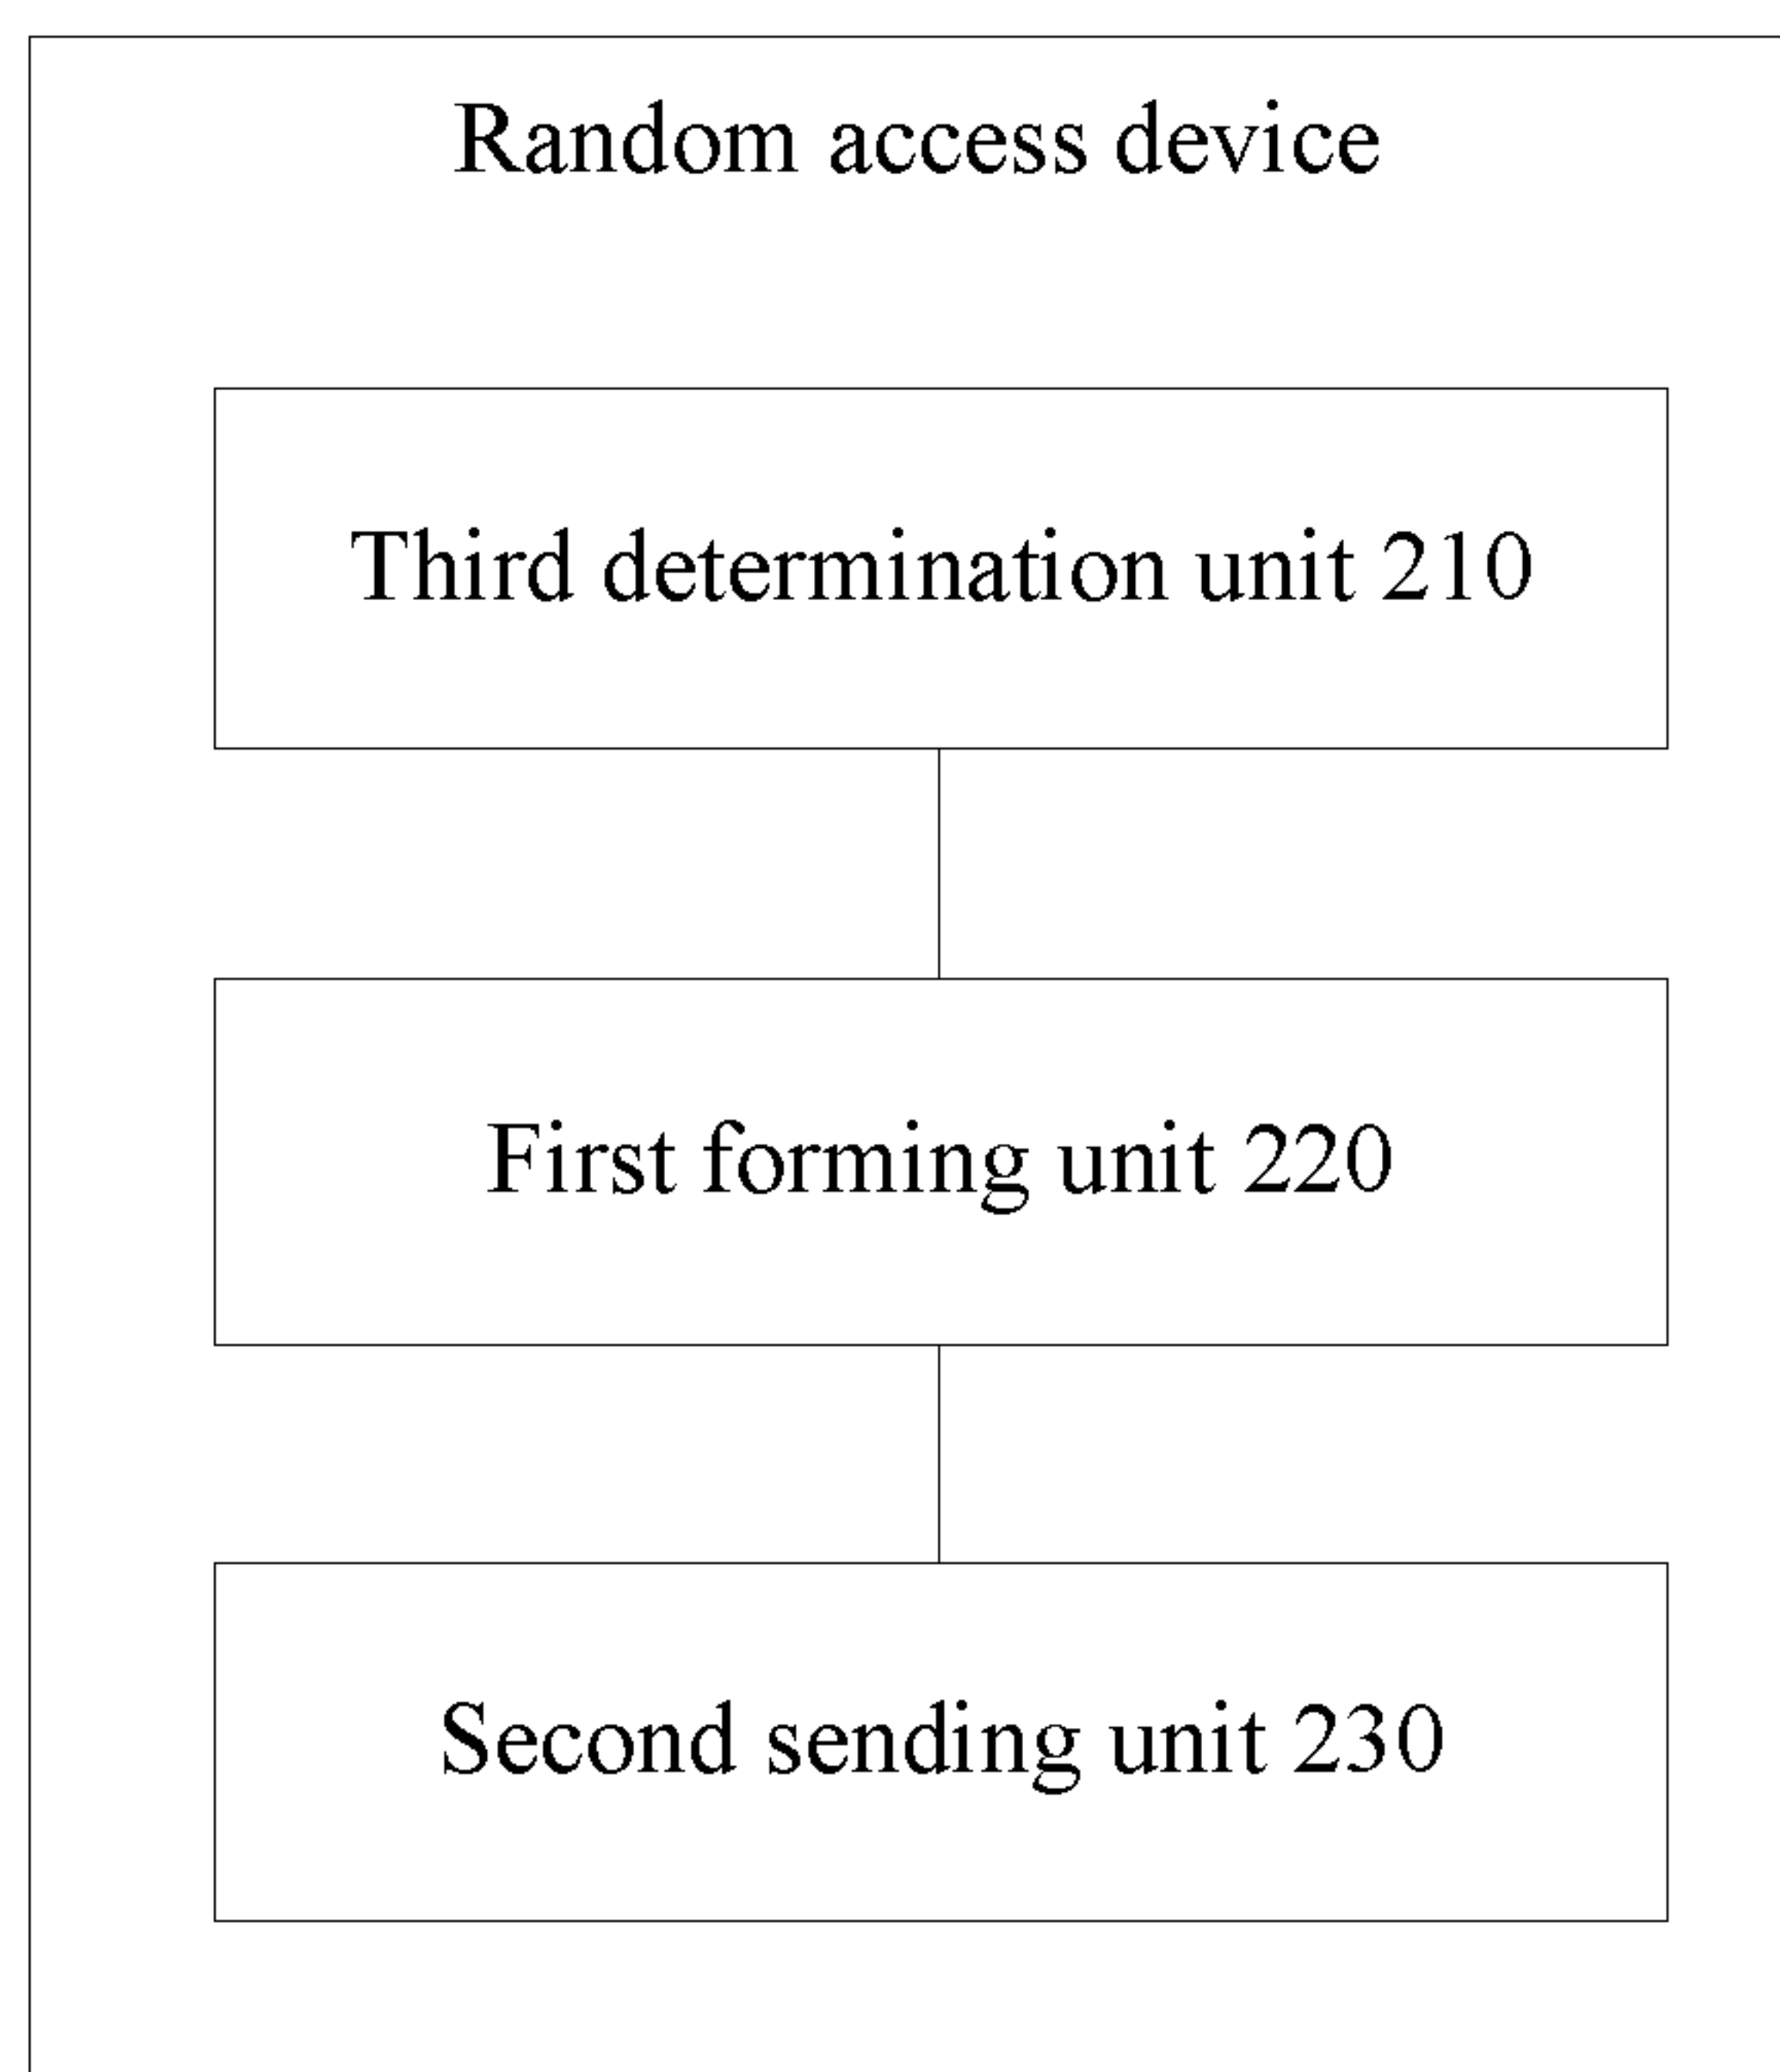 Random access device
Third determination unit 210
First forming unit 220
Second sending unit 230